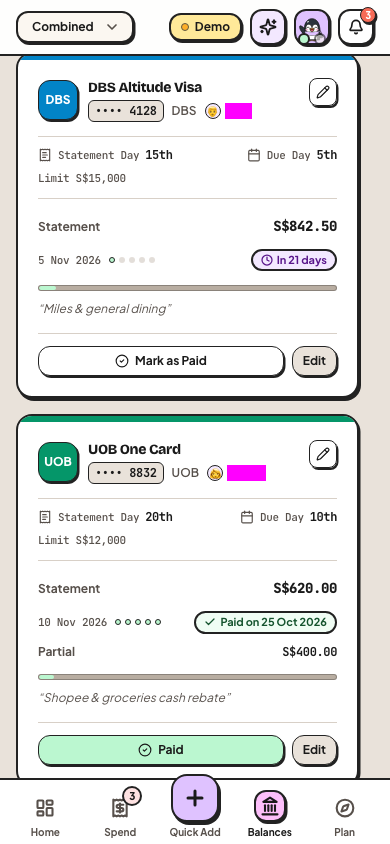 Combined
Demo
3
DBS
DBS Altitude Visa
•••• 4128 DBS
Statement Day 15th
Due Day 5th
Limit S$15,000
Statement S$842.50
5 Nov 2026
In 21 days
“Miles & general dining”
Mark as Paid
Edit
UOB
UOB One Card
•••• 8832 UOB
Statement Day 20th
Due Day 10th
Limit S$12,000
Statement S$620.00
10 Nov 2026
Paid on 25 Oct 2026
Partial S$400.00
“Shopee & groceries cash rebate”
Paid
Edit
3
Home
Spend
Quick Add
Balances
Plan